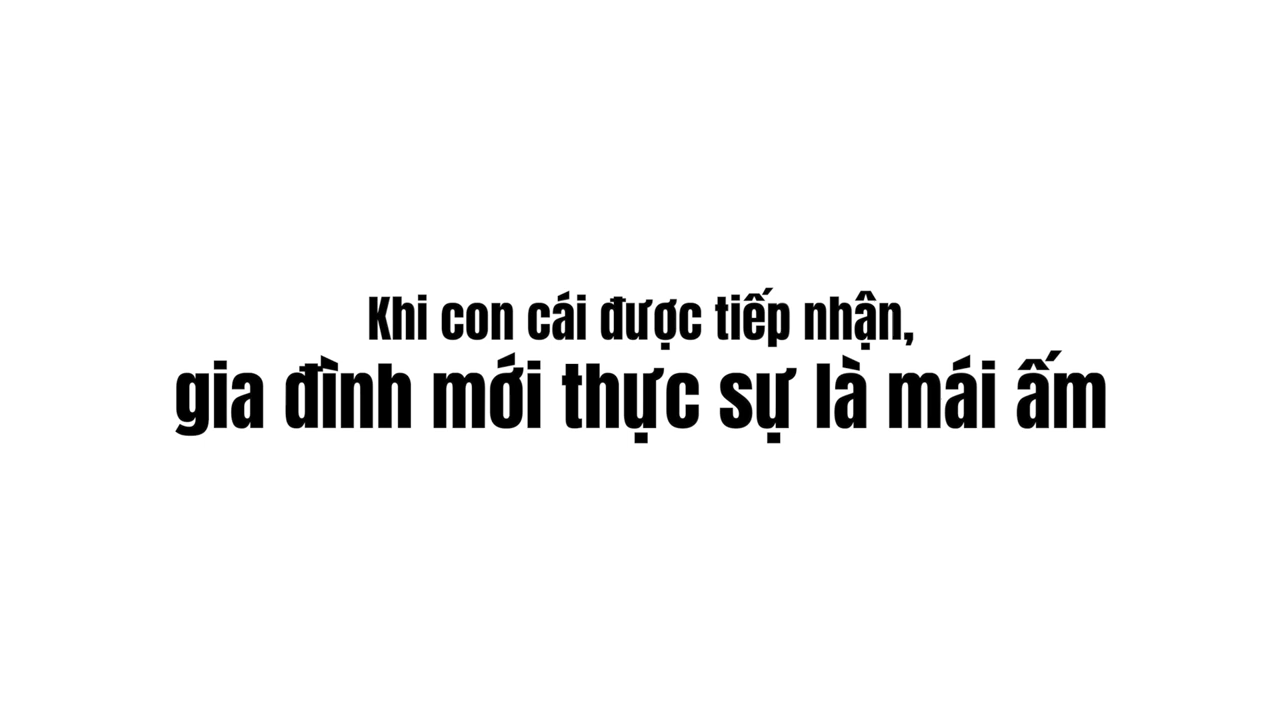 Khi con cái được tiếp nhận,
gia đình mới thực sự là mái ấm